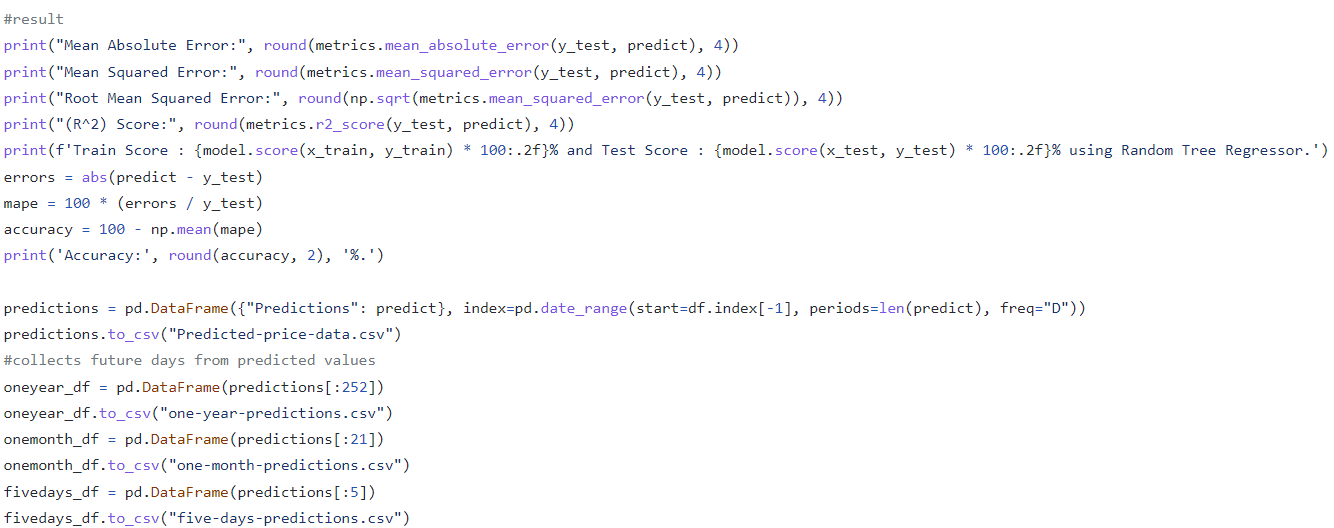 #result
print("Mean Absolute Error:", round(metrics.mean_absolute_error(y_test, predict), 4))
print("Mean Squared Error:", round(metrics.mean_squared_error(y_test, predict), 4))
print("Root Mean Squared Error:", round(np.sqrt(metrics.mean_squared_error(y_test, predict)), 4))
print("(R^2) Score:", round(metrics.r2_score(y_test, predict), 4))
print(f'Train Score : {model.score(x_train, y_train) * 100:.2f}% and Test Score : {model.score(x_test, y_test) * 100:.2f}% using Random Tree Regressor.')
errors = abs(predict - y_test)
mape = 100 * (errors / y_test)
accuracy = 100 - np.mean(mape)
print('Accuracy:', round(accuracy, 2), '%.')

predictions = pd.DataFrame({"Predictions": predict}, index=pd.date_range(start=df.index[-1], periods=len(predict), freq="D"))
predictions.to_csv("Predicted-price-data.csv")
#collects future days from predicted values
oneyear_df = pd.DataFrame(predictions[:252])
oneyear_df.to_csv("one-year-predictions.csv")
onemonth_df = pd.DataFrame(predictions[:21])
onemonth_df.to_csv("one-month-predictions.csv")
fivedays_df = pd.DataFrame(predictions[:5])
fivedays_df.to_csv("five-days-predictions.csv")